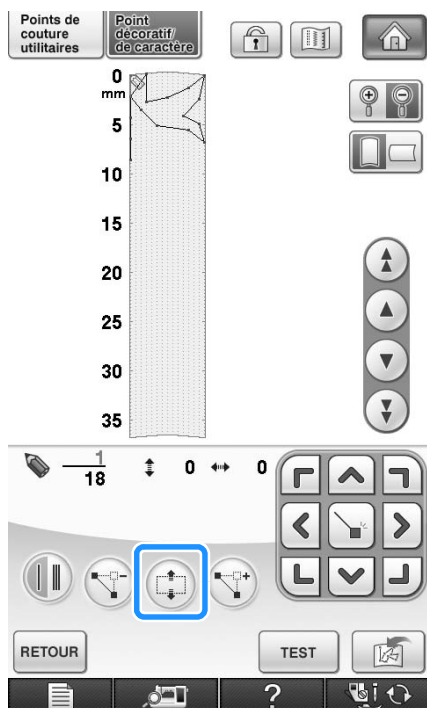 Points de
couture
utilitaires
Point
décoratif/
de caractère
0
mm
5
10
15
20
25
30
35
1
18
0
0
RETOUR
TEST
?